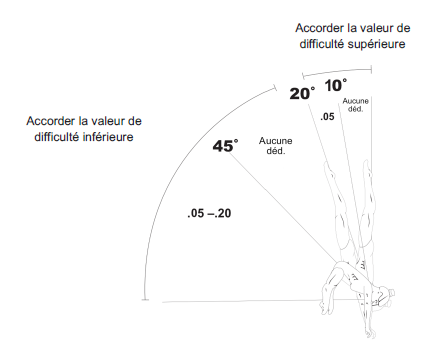 Accorder la valeur de
difficulté supérieure
20° 10°
Aucune
déd.
.05
Accorder la valeur de
difficulté inférieure
45°
Aucune
déd.
.05 –.20